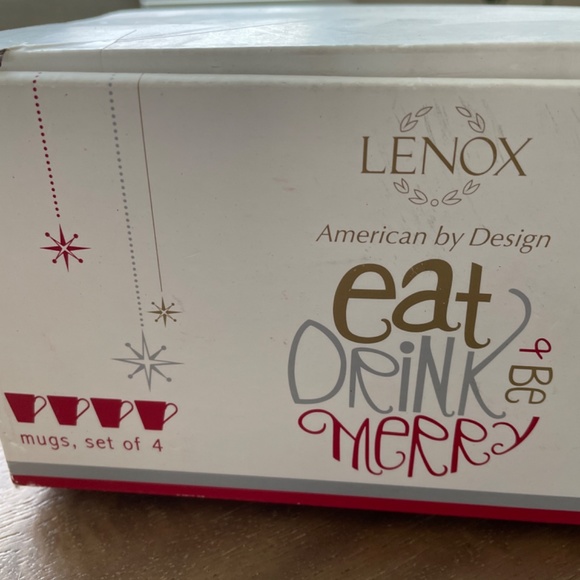 LENOX
American by Design
eat
DRiNK
& Be
MERRY
mugs, set of 4